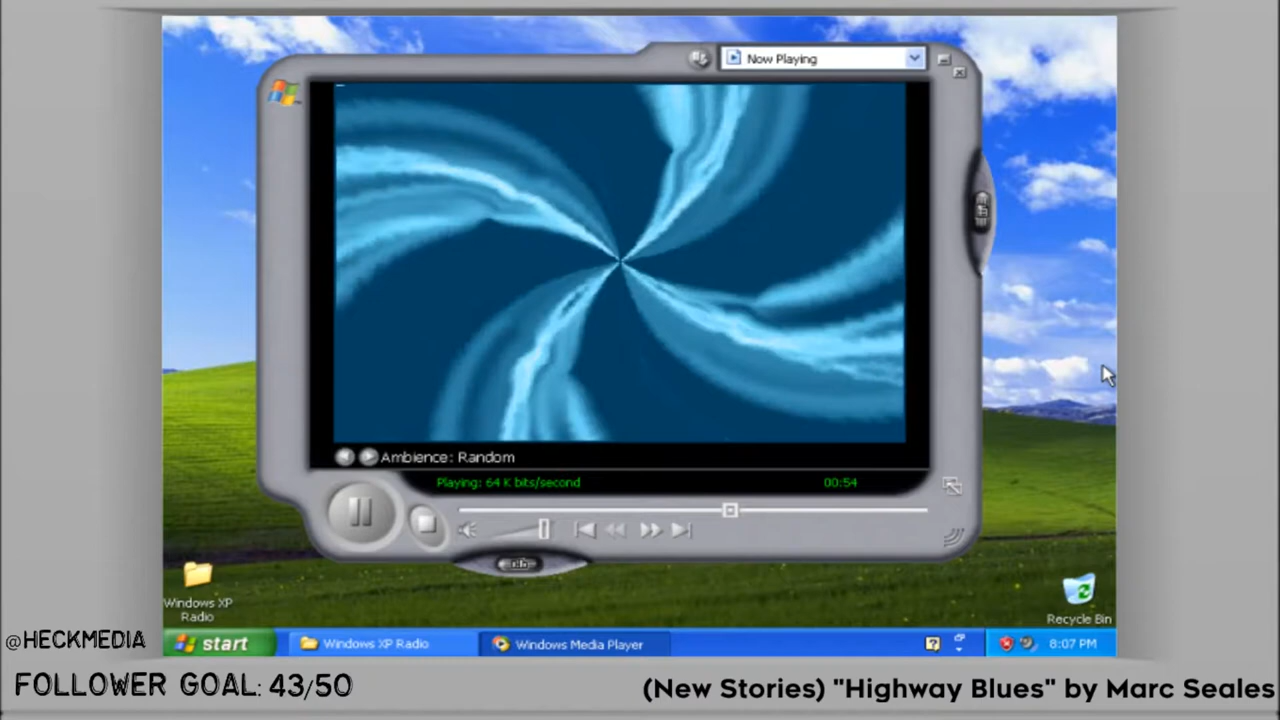 Now Playing
Ambience: Random
Playing: 64 K bits/second 00:54
Windows XP
Radio
Recycle Bin
start Windows XP Radio Windows Media Player 8:07 PM
@HECKMEDIA
FOLLOWER GOAL: 43/50
(New Stories) "Highway Blues" by Marc Seales